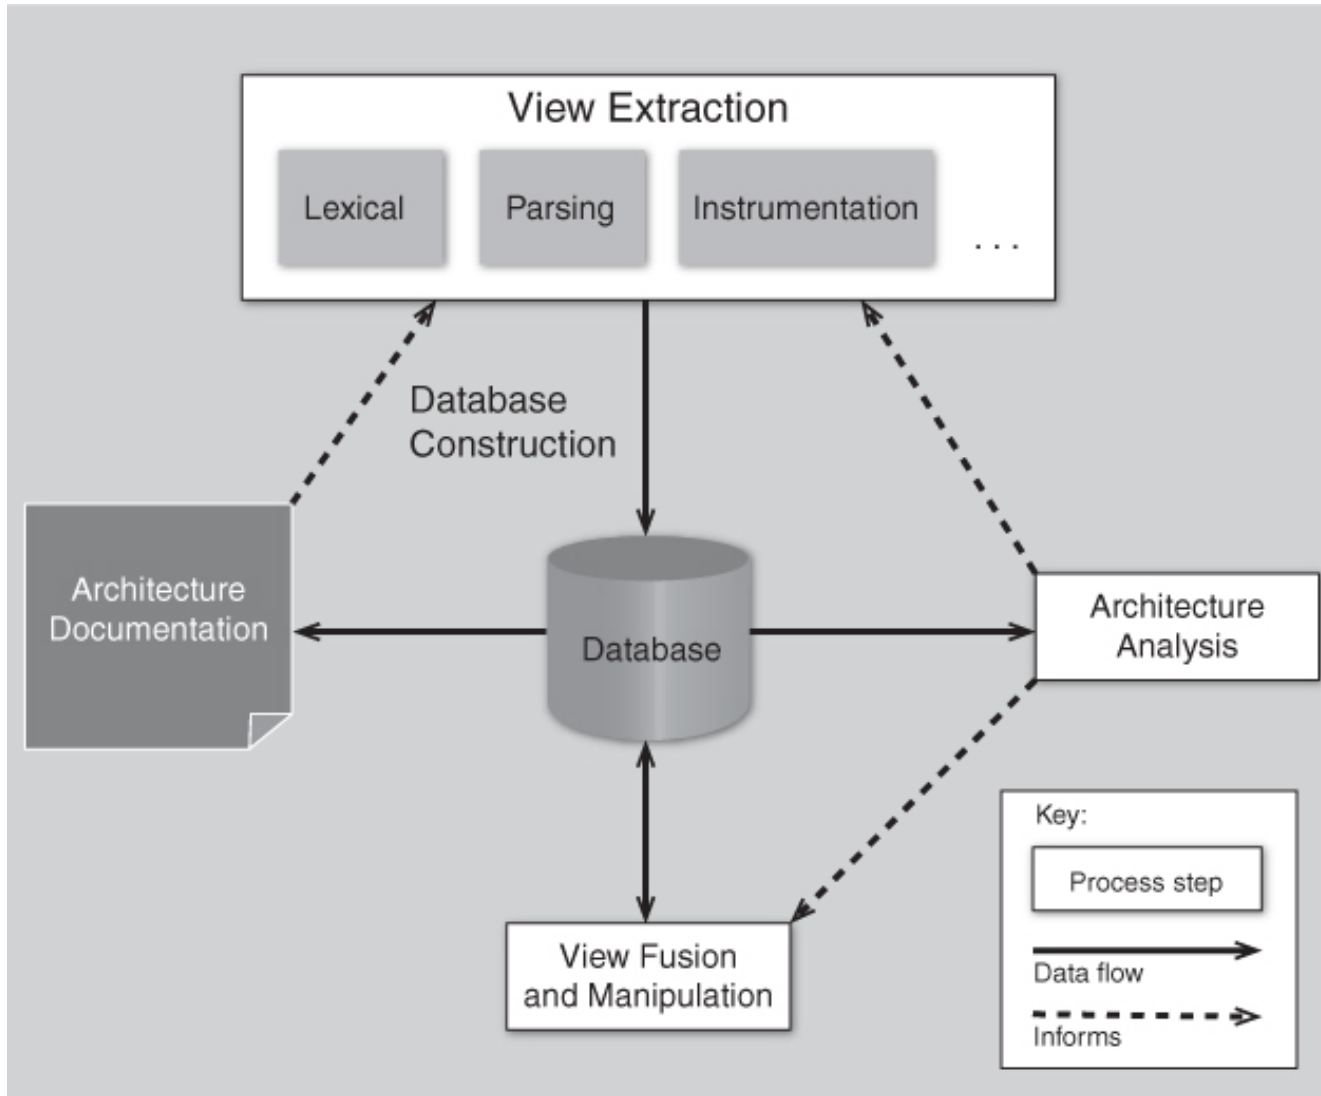 View Extraction
Lexical
Parsing
Instrumentation
. . .
Database
Construction
Architecture
Documentation
Database
Architecture
Analysis
View Fusion
and Manipulation
Key:
Process step
Data flow
Informs